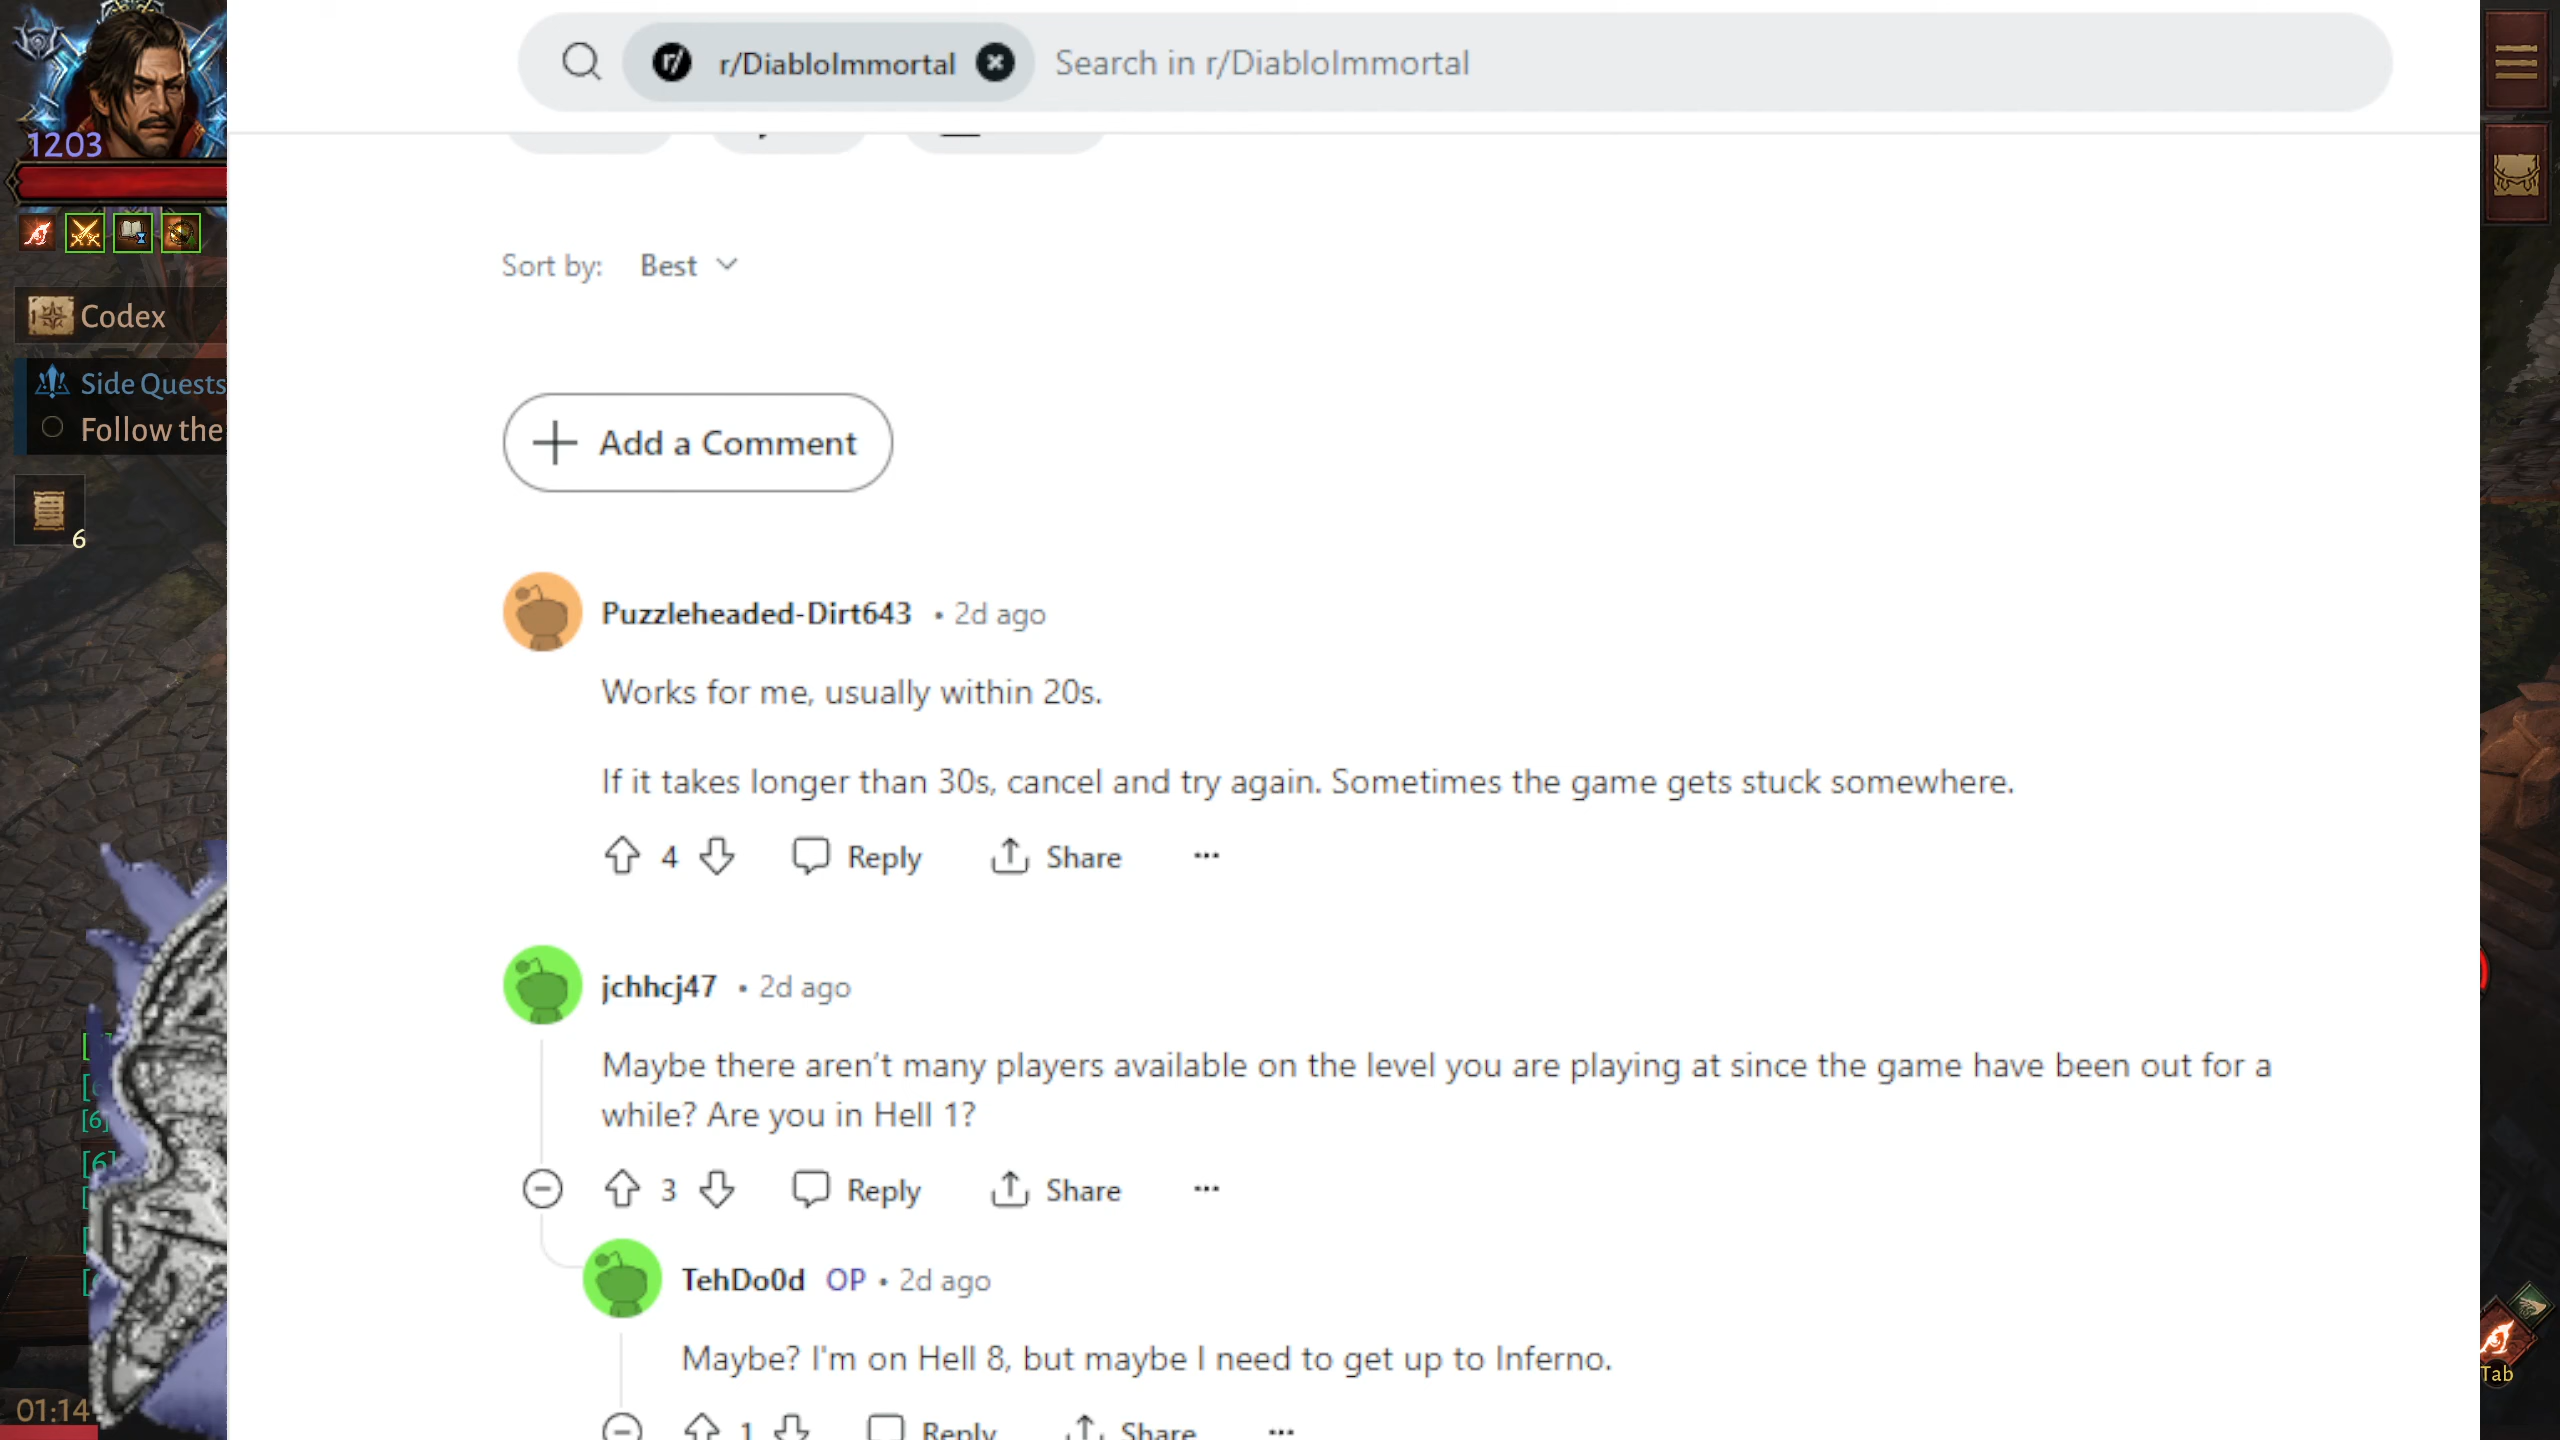 r/DiabloImmortal
Search in r/DiabloImmortal
1203
Sort by: Best
Codex
Side Quests
Follow the
Add a Comment
6
Puzzleheaded-Dirt643 • 2d ago
Works for me, usually within 20s.
If it takes longer than 30s, cancel and try again. Sometimes the game gets stuck somewhere.
4 Reply Share ...
jchhcj47 • 2d ago
Maybe there aren't many players available on the level you are playing at since the game have been out for a
while? Are you in Hell 1?
[6]
[6]
3 Reply Share ...
TehDo0d OP • 2d ago
Maybe? I'm on Hell 8, but maybe I need to get up to Inferno.
Tab
01:14
1 Reply Share ...